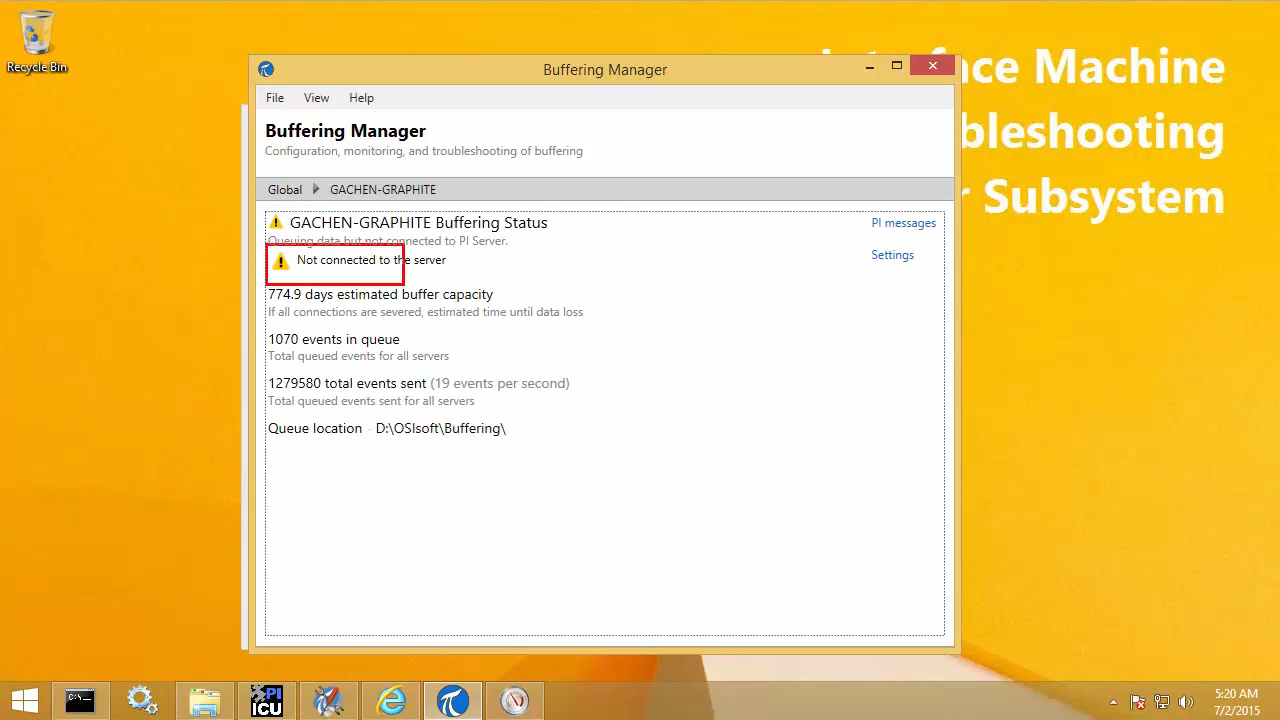 Recycle Bin
face Machine
bleshooting
Subsystem
Buffering Manager
File View Help
Buffering Manager
Configuration, monitoring, and troubleshooting of buffering
Global GACHEN-GRAPHITE
GACHEN-GRAPHITE Buffering Status
PI messages
Queuing data but not connected to PI Server.
Not connected to the server
Settings
774.9 days estimated buffer capacity
If all connections are severed, estimated time until data loss
1070 events in queue
Total queued events for all servers
1279580 total events sent (19 events per second)
Total queued events sent for all servers
Queue location - D:\OSIsoft\Buffering\
C:\.
PI
ICU
5:20 AM
7/2/2015